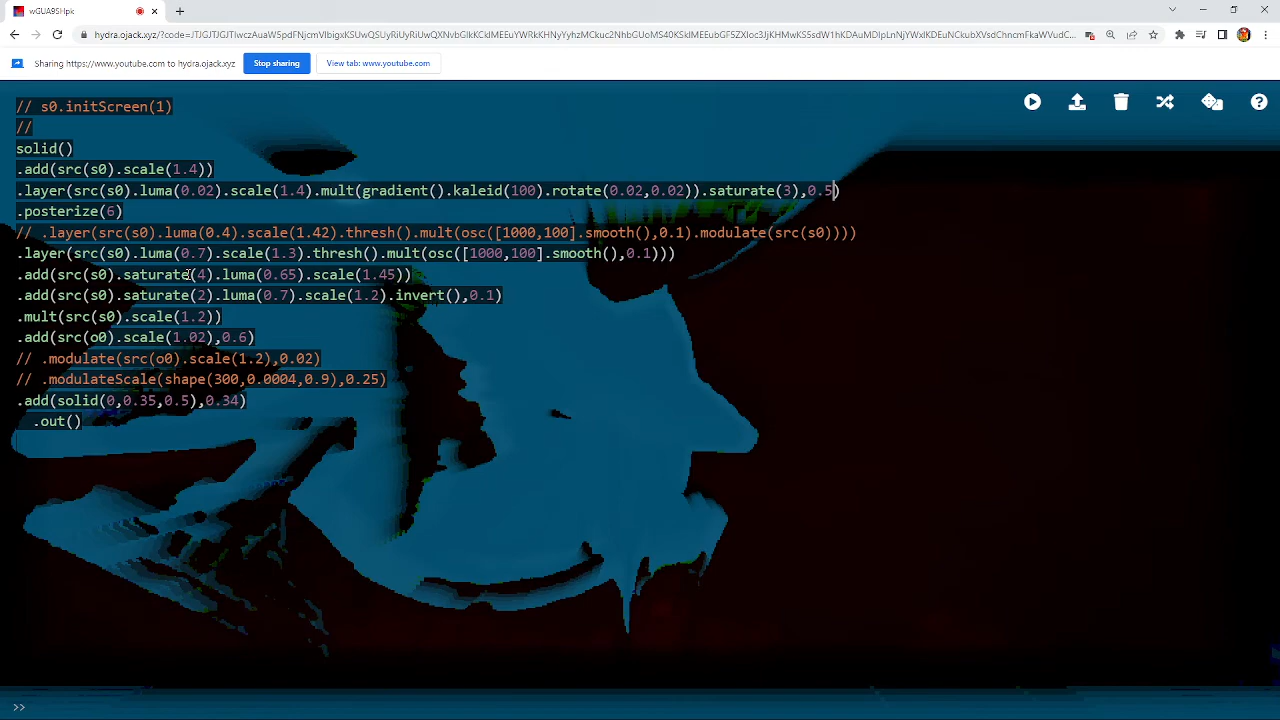 wGUA9SHpk
hydra.ojack.xyz/?code=JTJGJTJGJTIwczAuaW5pdFNjcmVlbigxKSUwQSUyRiUyRiUwQXNvbGlkKCklMEEuYWRkKHNyYyhzMCkuc2NhbGUoMS40KSklMEEubGF5ZXIoc3JjKHMwKS5sdW1hKDAuMDIpLnNjYWxlKDEuNCkubXVsdChncmFkaWVudC...
Sharing https://www.youtube.com to hydra.ojack.xyz
Stop sharing
View tab: www.youtube.com
// s0.initScreen(1)
//
solid()
.add(src(s0).scale(1.4))
.layer(src(s0).luma(0.02).scale(1.4).mult(gradient().kaleid(100).rotate(0.02,0.02)).saturate(3),0.5)
.posterize(6)
// .layer(src(s0).luma(0.4).scale(1.42).thresh().mult(osc([1000,100].smooth(),0.1).modulate(src(s0))))
.layer(src(s0).luma(0.7).scale(1.3).thresh().mult(osc([1000,100].smooth(),0.1)))
.add(src(s0).saturate(4).luma(0.65).scale(1.45))
.add(src(s0).saturate(2).luma(0.7).scale(1.2).invert(),0.1)
.mult(src(s0).scale(1.2))
.add(src(o0).scale(1.02),0.6)
// .modulate(src(o0).scale(1.2),0.02)
// .modulateScale(shape(300,0.0004,0.9),0.25)
.add(solid(0,0.35,0.5),0.34)
.out()
>>